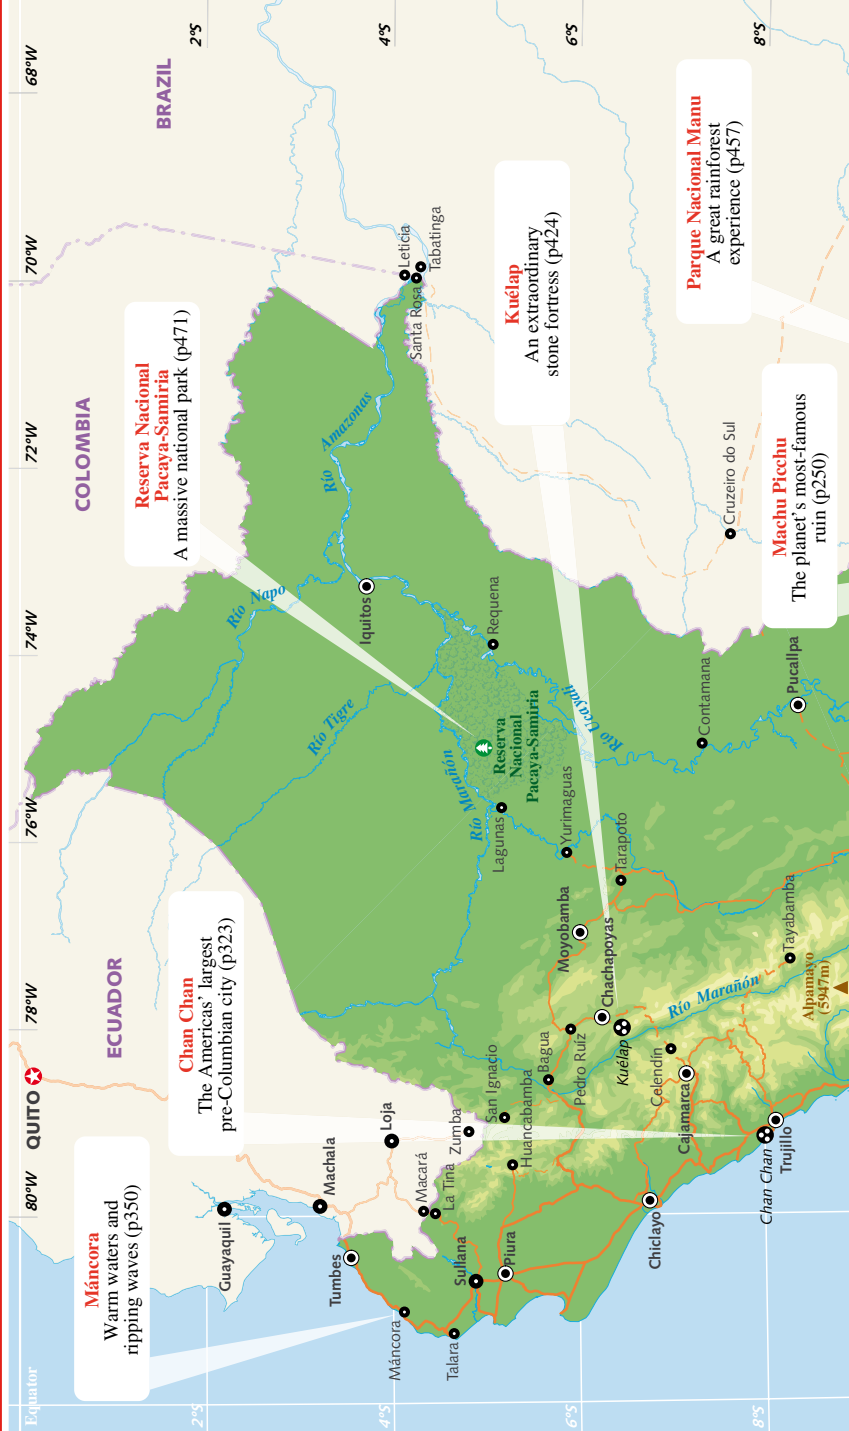 68°W
70°W
72°W
74°W
76°W
78°W
80°W
2°S
4°S
6°S
8°S
Equator
2°S
4°S
6°S
8°S
BRAZIL
COLOMBIA
ECUADOR
QUITO
Máncora
Warm waters and
ripping waves (p350)
Chan Chan
The Americas' largest
pre-Columbian city (p323)
Reserva Nacional
Pacaya-Samiria
A massive national park (p471)
Kuélap
An extraordinary
stone fortress (p424)
Parque Nacional Manu
A great rainforest
experience (p457)
Machu Picchu
The planet's most-famous
ruin (p250)
Guayaquil
Machala
Loja
Zumba
Macará
La Tina
Tumbes
Máncora
Talara
Sullana
Piura
Huancabamba
San Ignacio
Bagua
Pedro Ruíz
Chachapoyas
Moyobamba
Kuélap
Celendín
Cajamarca
Chiclayo
Chan Chan
Trujillo
Tarapoto
Yurimaguas
Lagunas
Tayabamba
Alpamayo
(5947m)
Río Marañón
Río Marañón
Río Tigre
Río Napo
Río Amazonas
Río Ucayali
Iquitos
Requena
Reserva
Nacional
Pacaya-Samiria
Contamana
Pucallpa
Cruzeiro do Sul
Leticia
Tabatinga
Santa Rosa